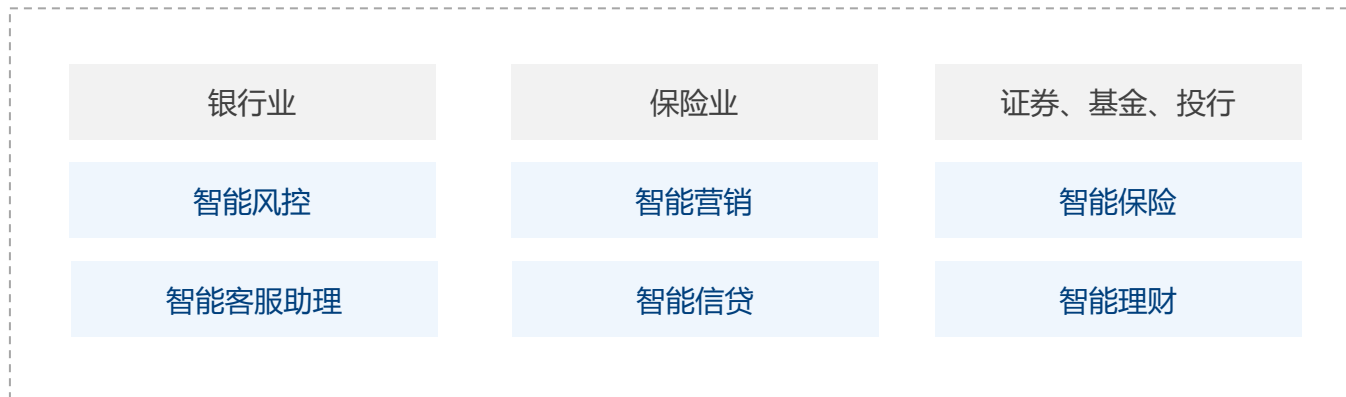 银行业
保险业
证券、基金、投行
智能风控
智能营销
智能保险
智能客服助理
智能信贷
智能理财